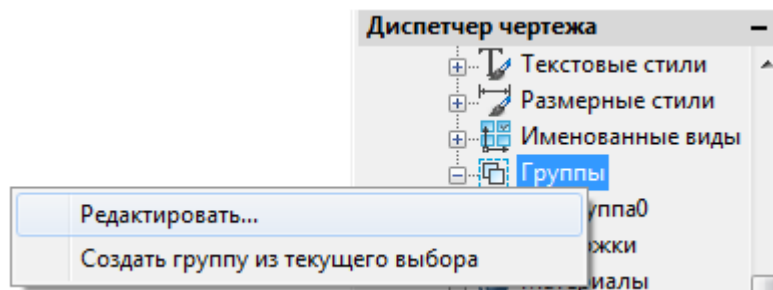 Диспетчер чертежа
Текстовые стили
Размерные стили
Именованные виды
Группы
Редактировать...
Создать группу из текущего выбора